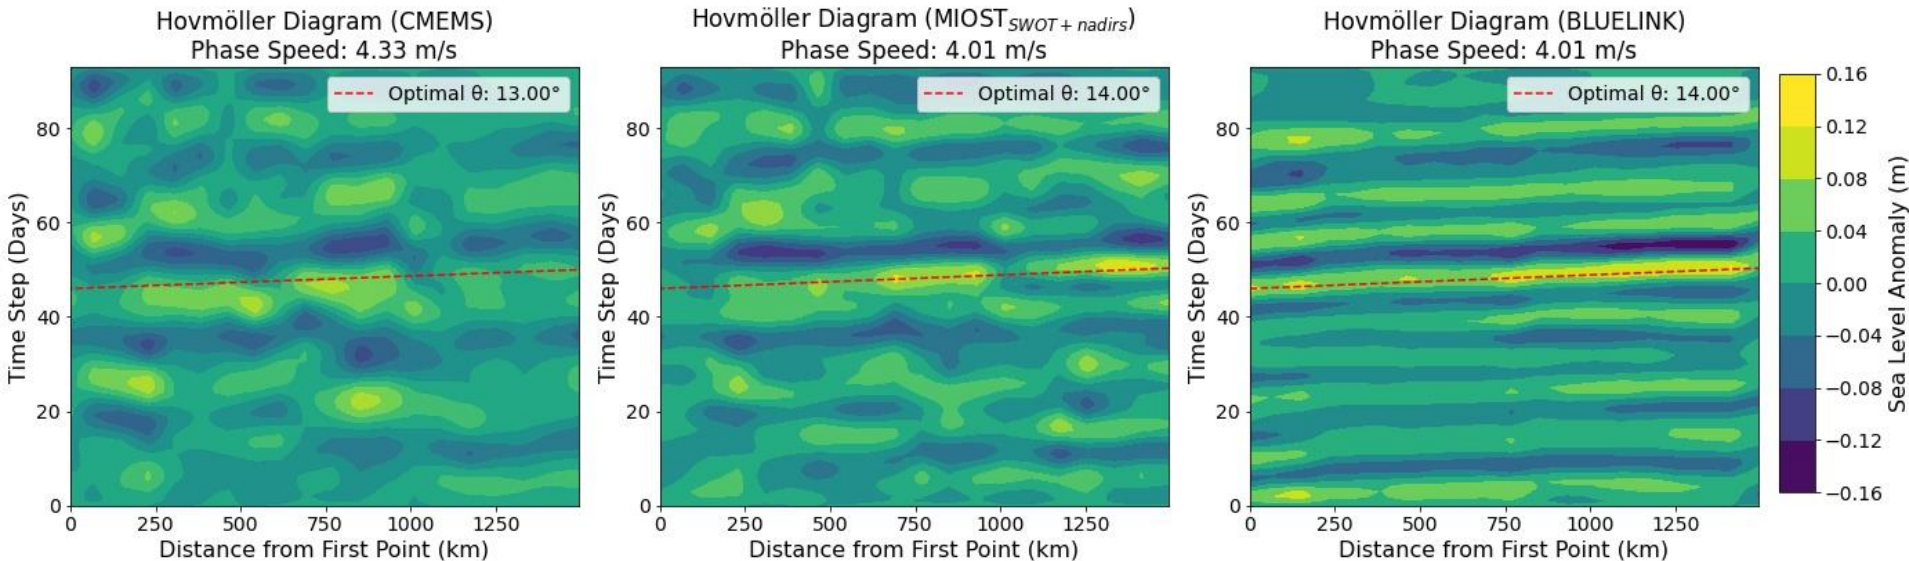 Hovmöller Diagram (CMEMS)
Phase Speed: 4.33 m/s
Optimal θ: 13.00°
80
60
40
20
0
Time Step (Days)
0 250 500 750 1000 1250
Distance from First Point (km)
Hovmöller Diagram (MIOST_SWOT + nadirs)
Phase Speed: 4.01 m/s
Optimal θ: 14.00°
80
60
40
20
0
Time Step (Days)
0 250 500 750 1000 1250
Distance from First Point (km)
Hovmöller Diagram (BLUELINK)
Phase Speed: 4.01 m/s
Optimal θ: 14.00°
80
60
40
20
0
Time Step (Days)
0 250 500 750 1000 1250
Distance from First Point (km)
0.16
0.12
0.08
0.04
0.00
−0.04
−0.08
−0.12
−0.16
Sea Level Anomaly (m)